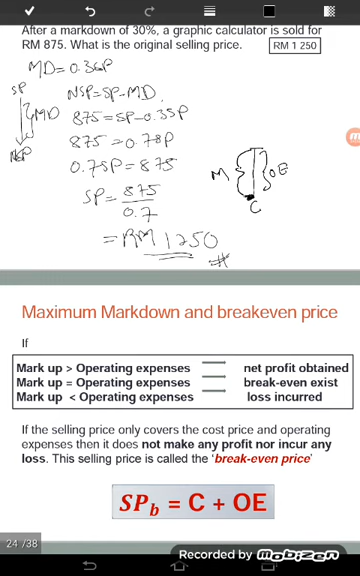 After a markdown of 30%, a graphic calculator is sold for
RM 875. What is the original selling price.
RM 1 250
MD = 0.3SP
SP
MD
NSP
NSP = SP - MD
875 = SP - 0.3SP
875 = 0.7SP
0.7SP = 875
SP = 875
0.7
= RM 1250
#
M
OE
C
Maximum Markdown and breakeven price
If
Mark up > Operating expenses net profit obtained
Mark up = Operating expenses break-even exist
Mark up < Operating expenses loss incurred
If the selling price only covers the cost price and operating
expenses then it does not make any profit nor incur any
loss. This selling price is called the 'break-even price'
SPb = C + OE
24 /38
Recorded by Mobizen